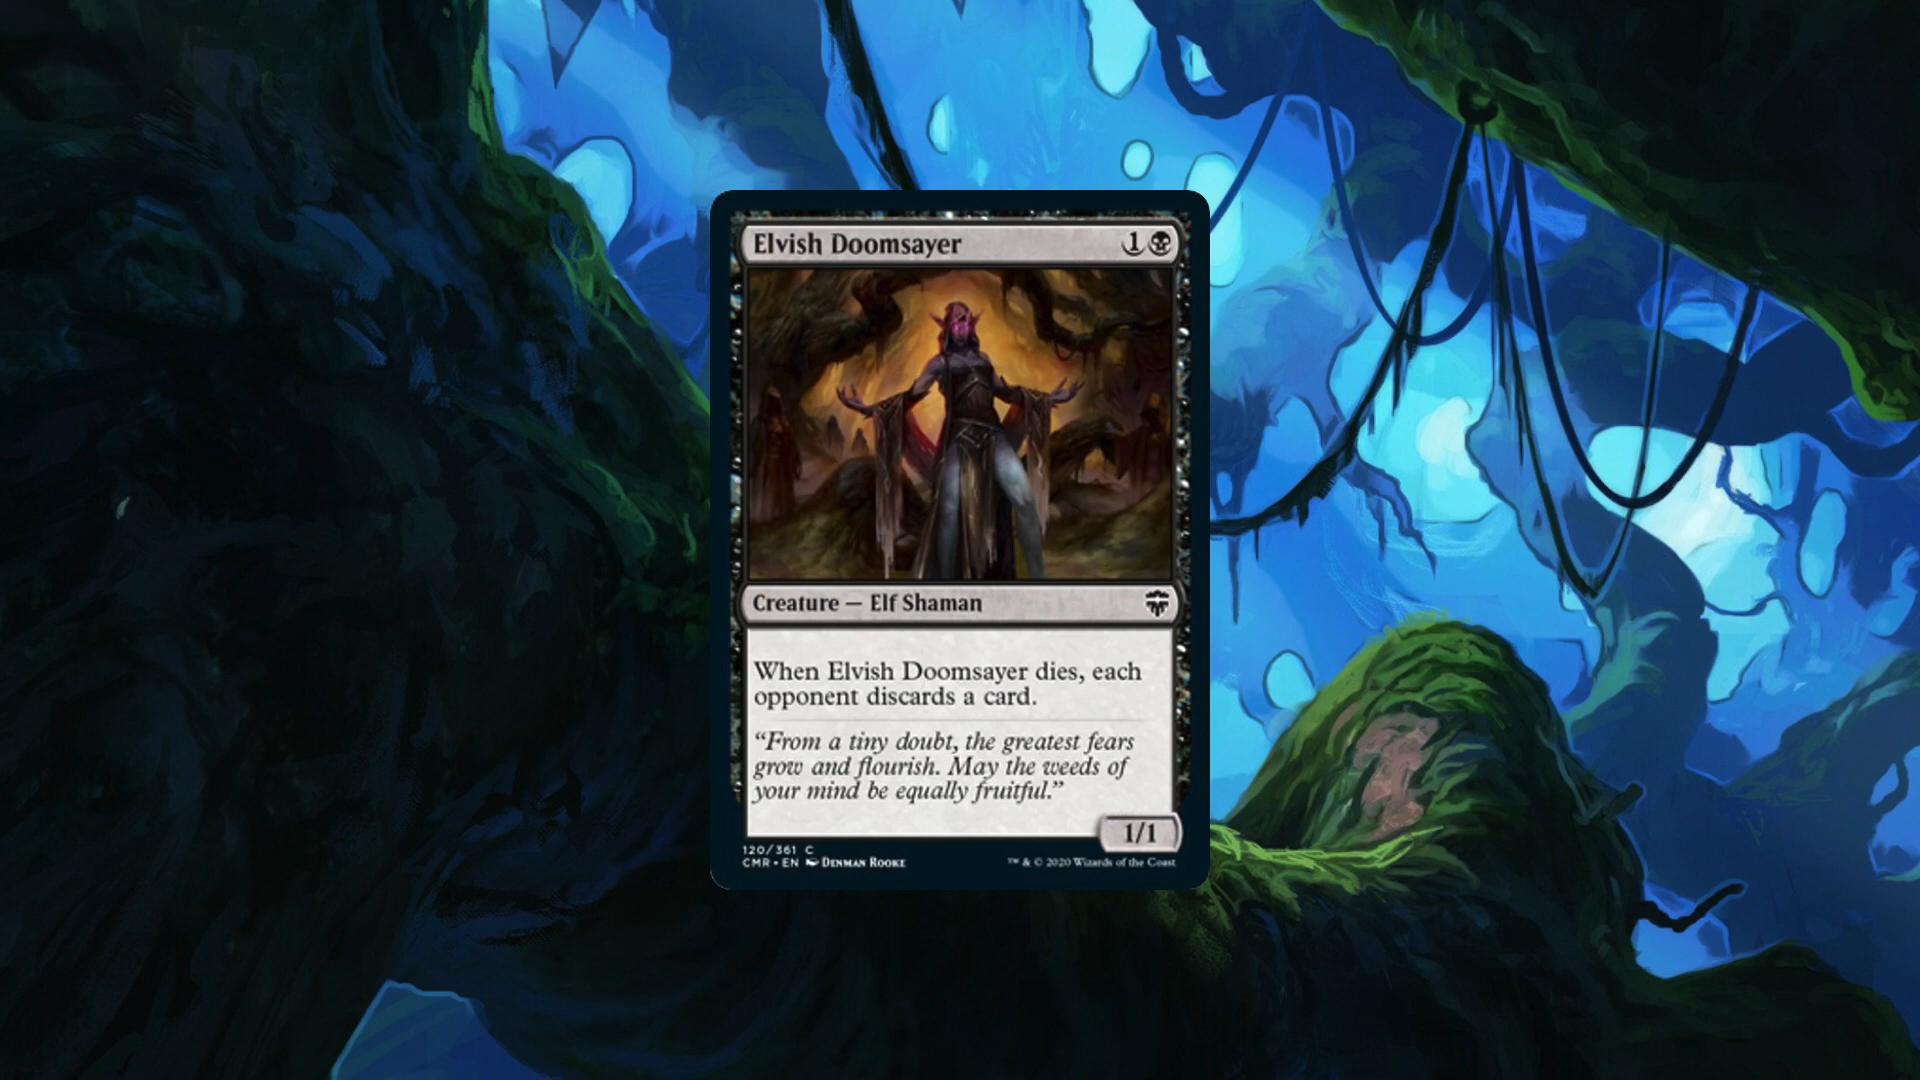 Elvish Doomsayer 1
Creature — Elf Shaman
When Elvish Doomsayer dies, each
opponent discards a card.
“From a tiny doubt, the greatest fears
grow and flourish. May the weeds of
your mind be equally fruitful.”
1/1
120/361 C
CMR • EN Denman Rooke
™ & © 2020 Wizards of the Coast